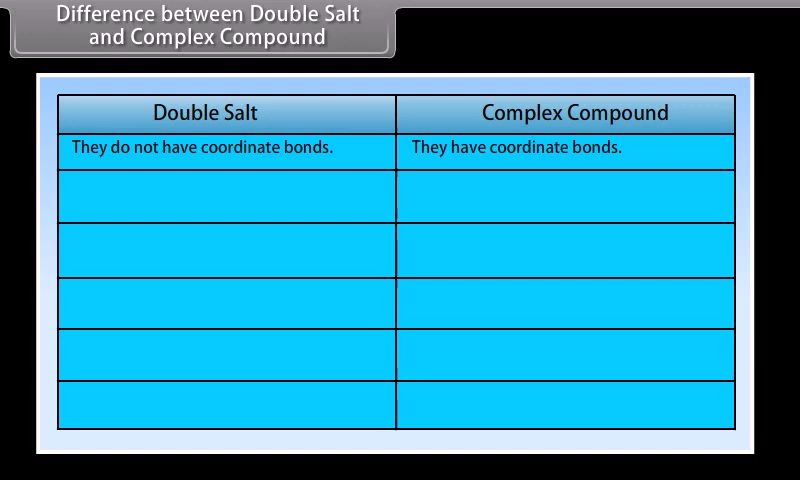 Difference between Double Salt
and Complex Compound
Double Salt
Complex Compound
They do not have coordinate bonds.
They have coordinate bonds.